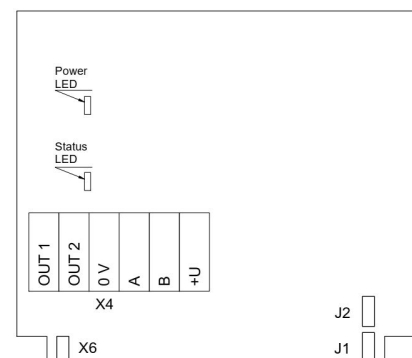 Power
LED
Status
LED
OUT 1
OUT 2
0 V
A
B
+U
X4
J2
X6
J1